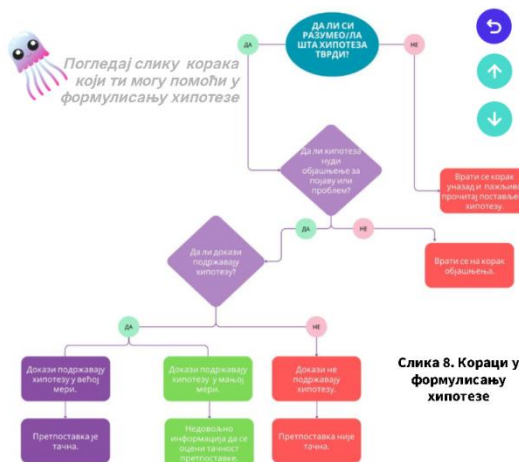 Погледај слику корака
који ти могу помоћи у
формулисању хипотезе
ДА ЛИ СИ
РАЗУМЕО/ЛА
ШТА ХИПОТЕЗА
ТВРДИ?
ДА
НЕ
Да ли хипотеза
нуди
објашњење за
појаву или
проблем?
Врати се корак
уназад и пажљиво
прочитај постављену
хипотезу.
ДА
НЕ
Да ли докази
подржавају
хипотезу?
Врати се на корак
објашњења.
ДА
НЕ
Докази подржавају
хипотезу у већој
мери.
Докази подржавају
хипотезу у мањој
мери.
Докази не
подржавају
хипотезу.
Претпоставка је
тачна.
Недовољно
информација да се
оцени тачност
претпоставке.
Претпоставка није
тачна.
Слика 8. Кораци у
формулисању
хипотезе